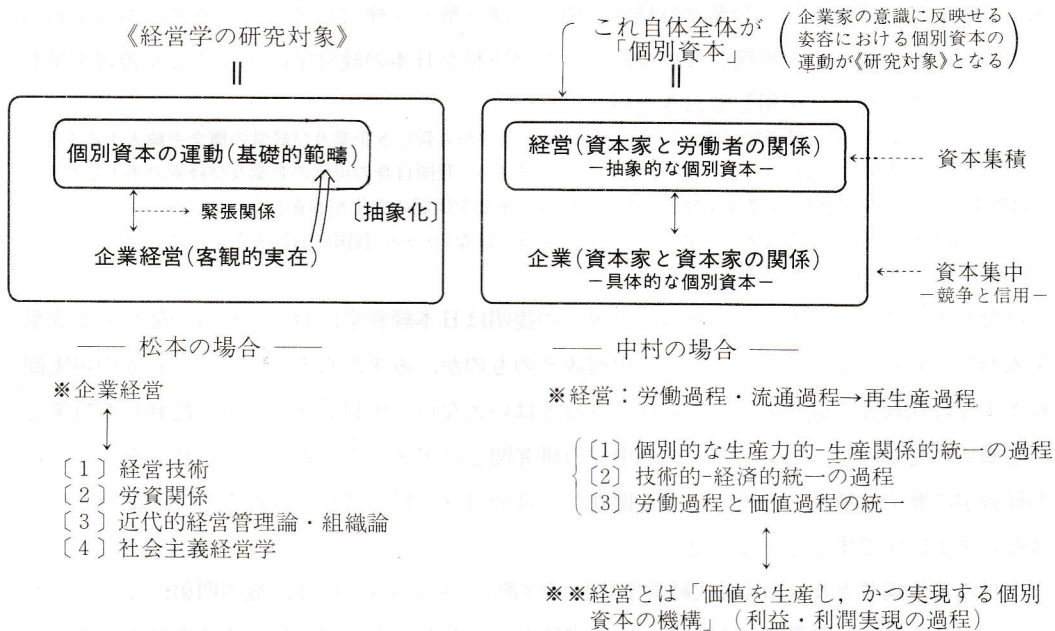 《経営学の研究対象》
||
個別資本の運動(基礎的範疇)
緊張関係
〔抽象化〕
企業経営(客観的実在)
── 松本の場合 ──
※企業経営
〔1〕経営技術
〔2〕労資関係
〔3〕近代的経営管理論・組織論
〔4〕社会主義経営学
これ自体全体が
「個別資本」
(企業家の意識に反映せる
姿容における個別資本の
運動が《研究対象》となる)
||
経営(資本家と労働者の関係)
−抽象的な個別資本−
資本集積
企業(資本家と資本家の関係)
−具体的な個別資本−
資本集中
−競争と信用−
── 中村の場合 ──
※経営：労働過程・流通過程→再生産過程
〔1〕個別的な生産力的-生産関係的統一の過程
〔2〕技術的-経済的統一の過程
〔3〕労働過程と価値過程の統一
※※経営とは「価値を生産し，かつ実現する個別
資本の機構」（利益・利潤実現の過程）